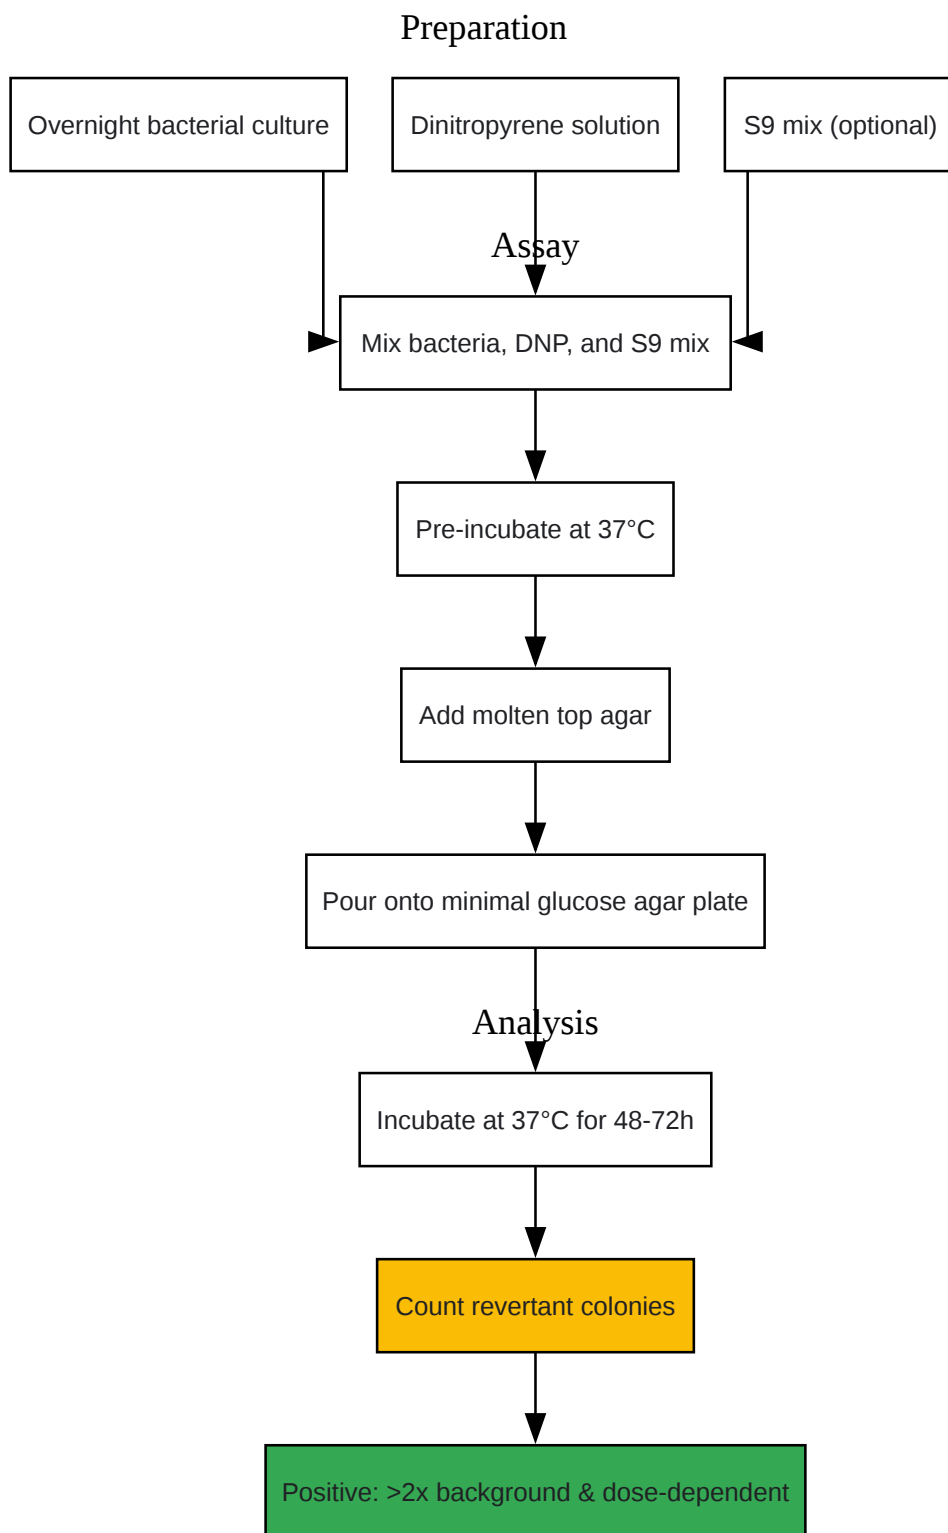 Preparation
Overnight bacterial culture
Dinitropyrene solution
S9 mix (optional)
Assay
Mix bacteria, DNP, and S9 mix
Pre-incubate at 37°C
Add molten top agar
Pour onto minimal glucose agar plate
Analysis
Incubate at 37°C for 48-72h
Count revertant colonies
Positive: >2x background & dose-dependent